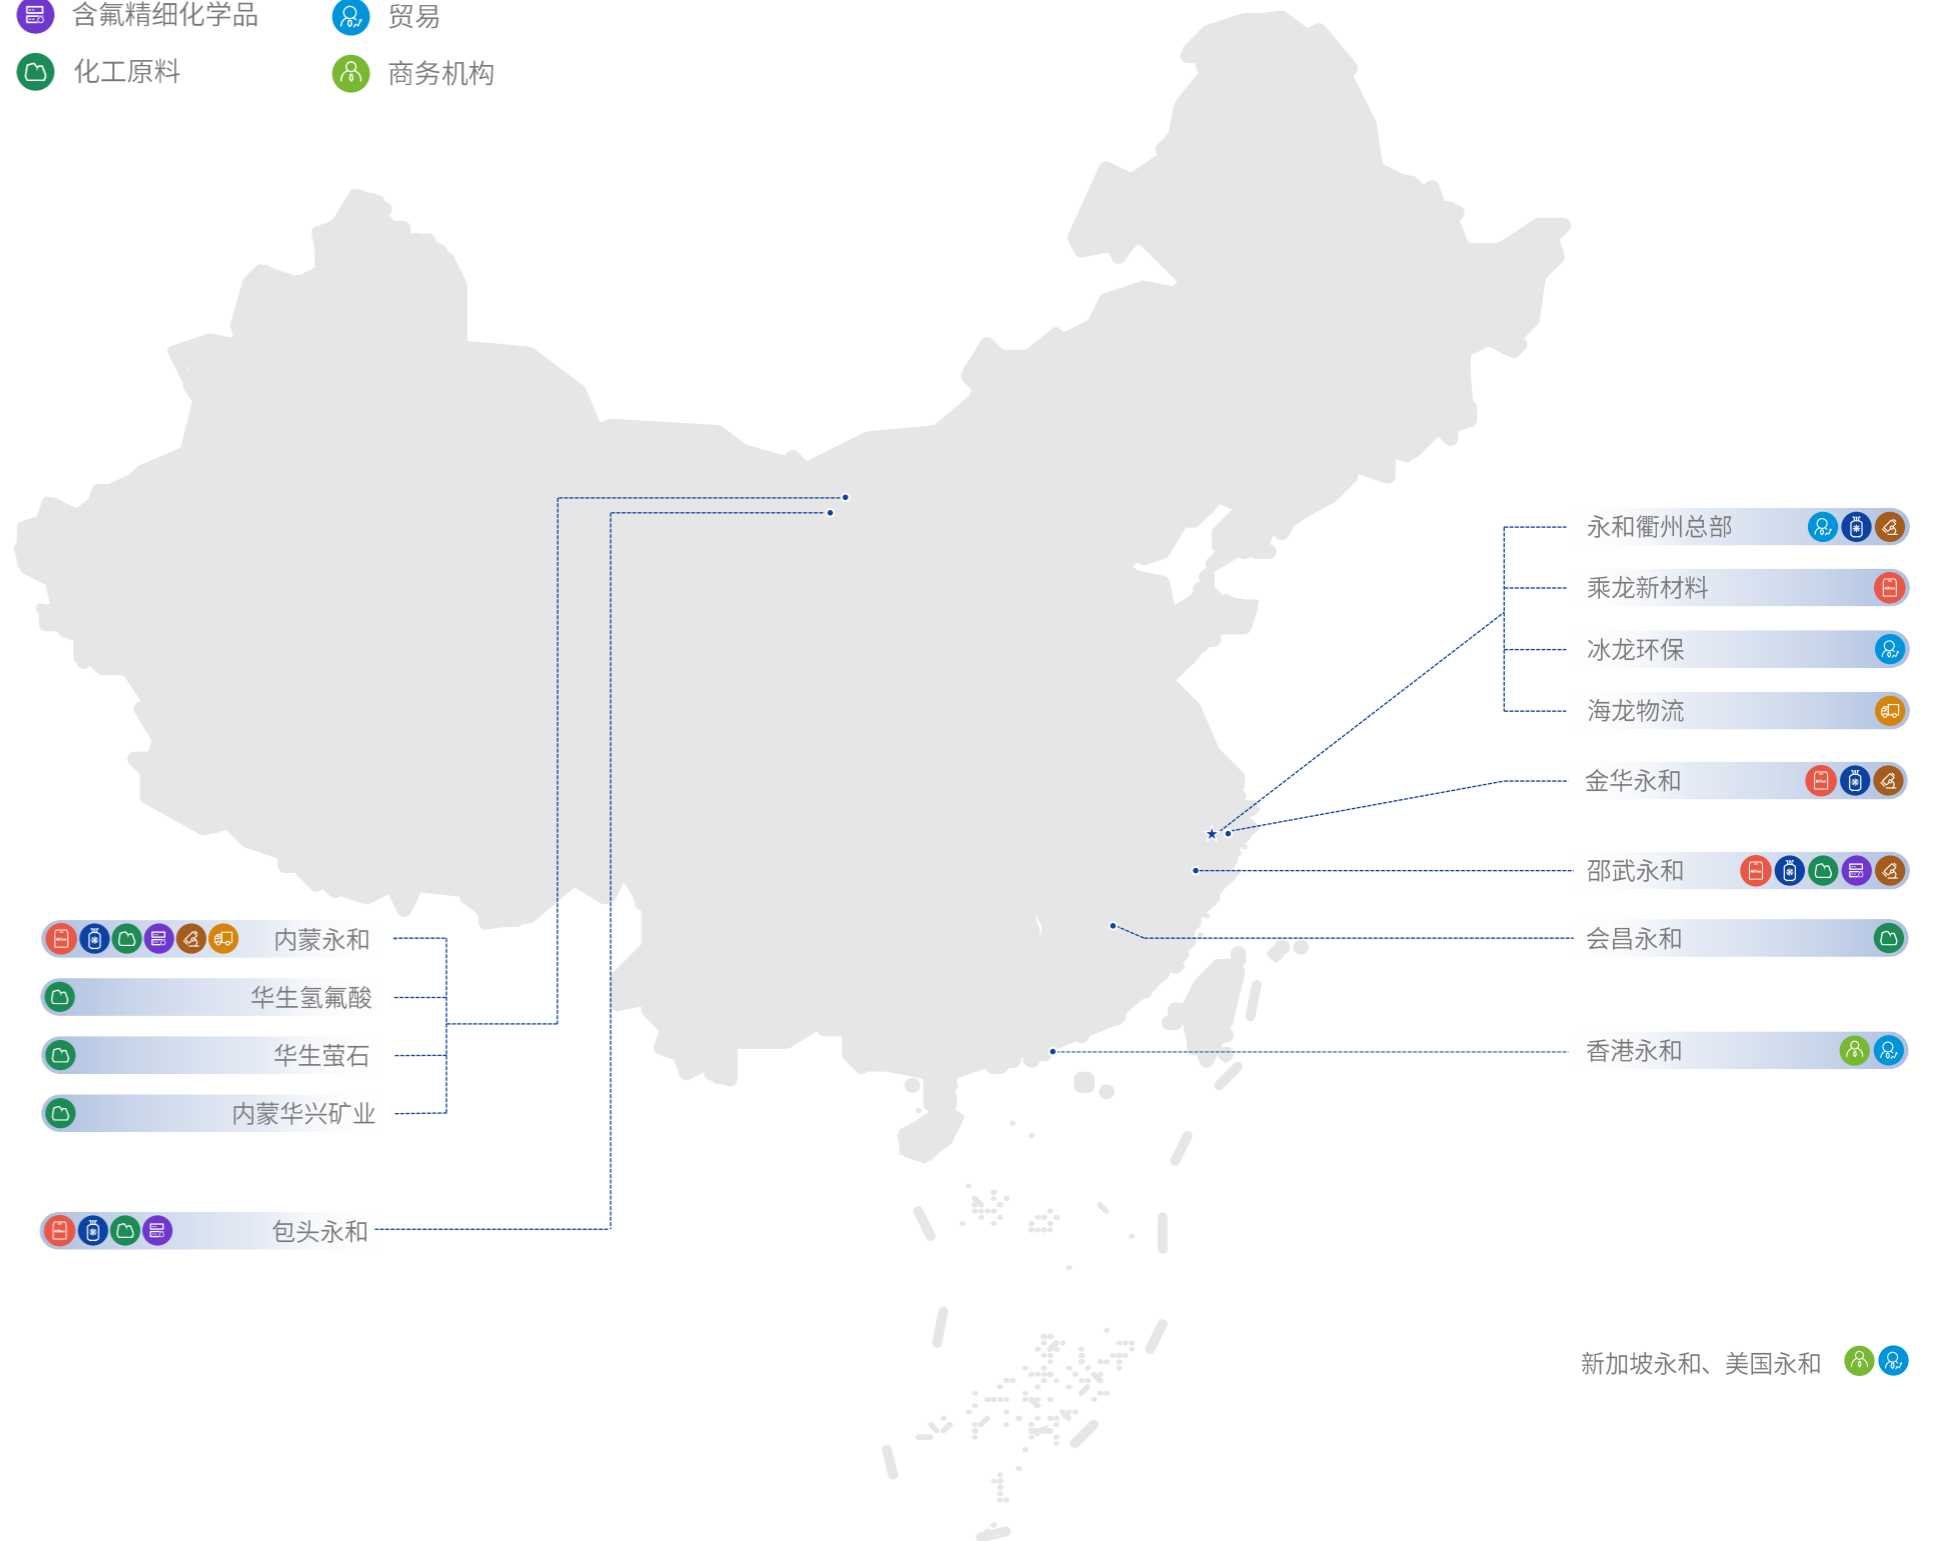 含氟精细化学品
贸易
化工原料
商务机构
永和衢州总部
乘龙新材料
冰龙环保
海龙物流
金华永和
邵武永和
会昌永和
香港永和
内蒙永和
华生氢氟酸
华生萤石
内蒙华兴矿业
包头永和
新加坡永和、美国永和